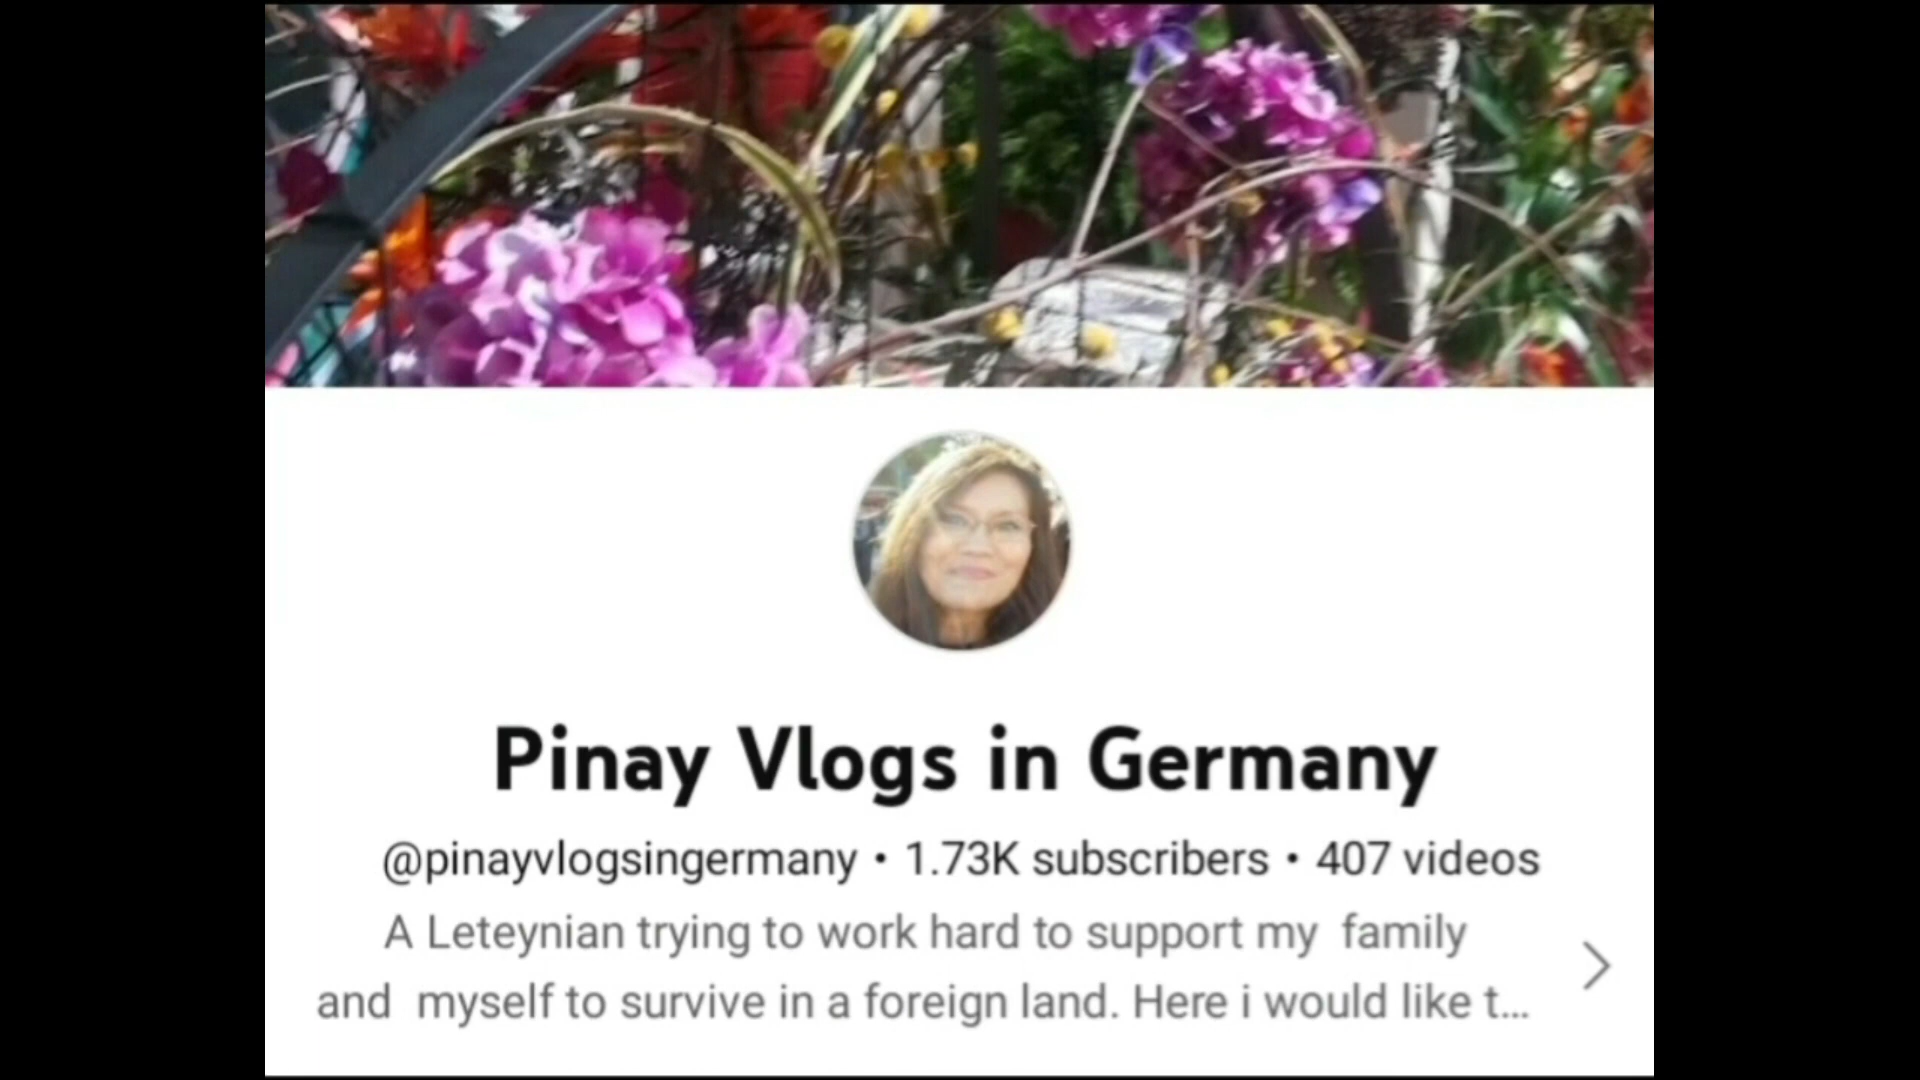 Pinay Vlogs in Germany
@pinayvlogsingermany • 1.73K subscribers • 407 videos
A Leteynian trying to work hard to support my  family
and  myself to survive in a foreign land. Here i would like t...